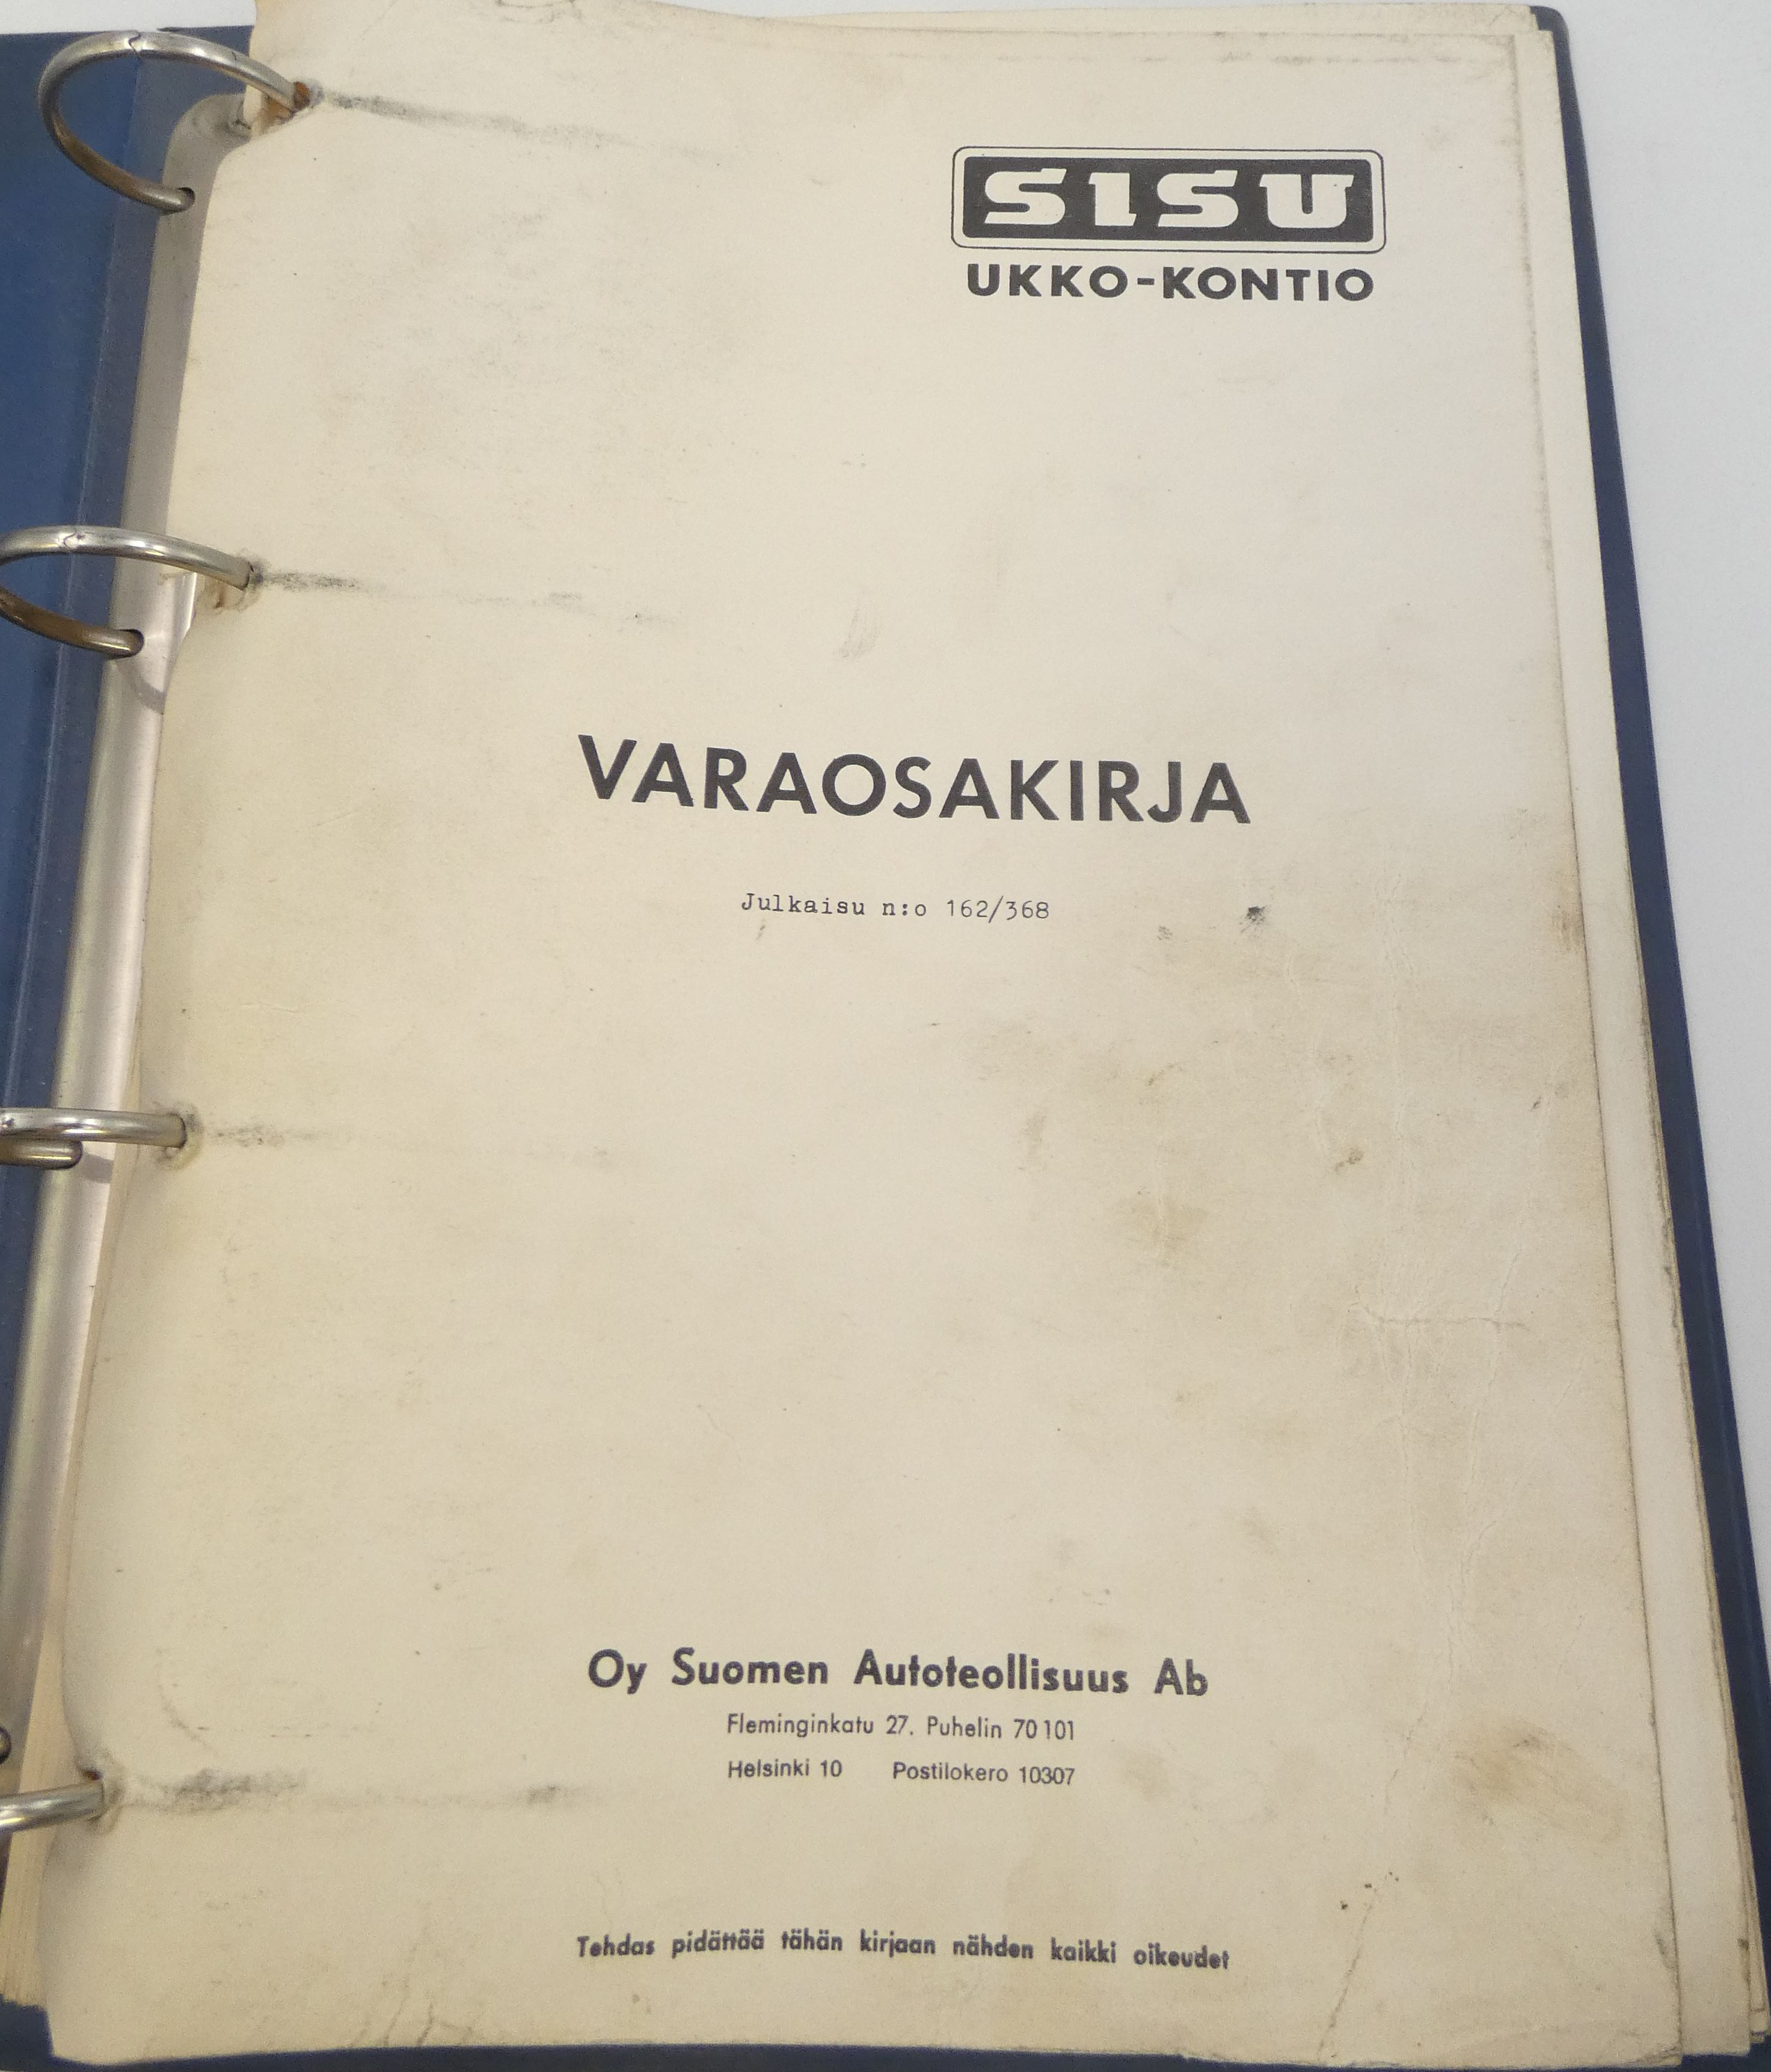 SISU
UKKO-KONTIO
VARAOSAKIRJA
Julkaisu n:o 162/368
Oy Suomen Autoteollisuus Ab
Fleminginkatu 27. Puhelin 70 101
Helsinki 10 Postilokero 10307
Tehdas pidättää tähän kirjaan nähden kaikki oikeudet